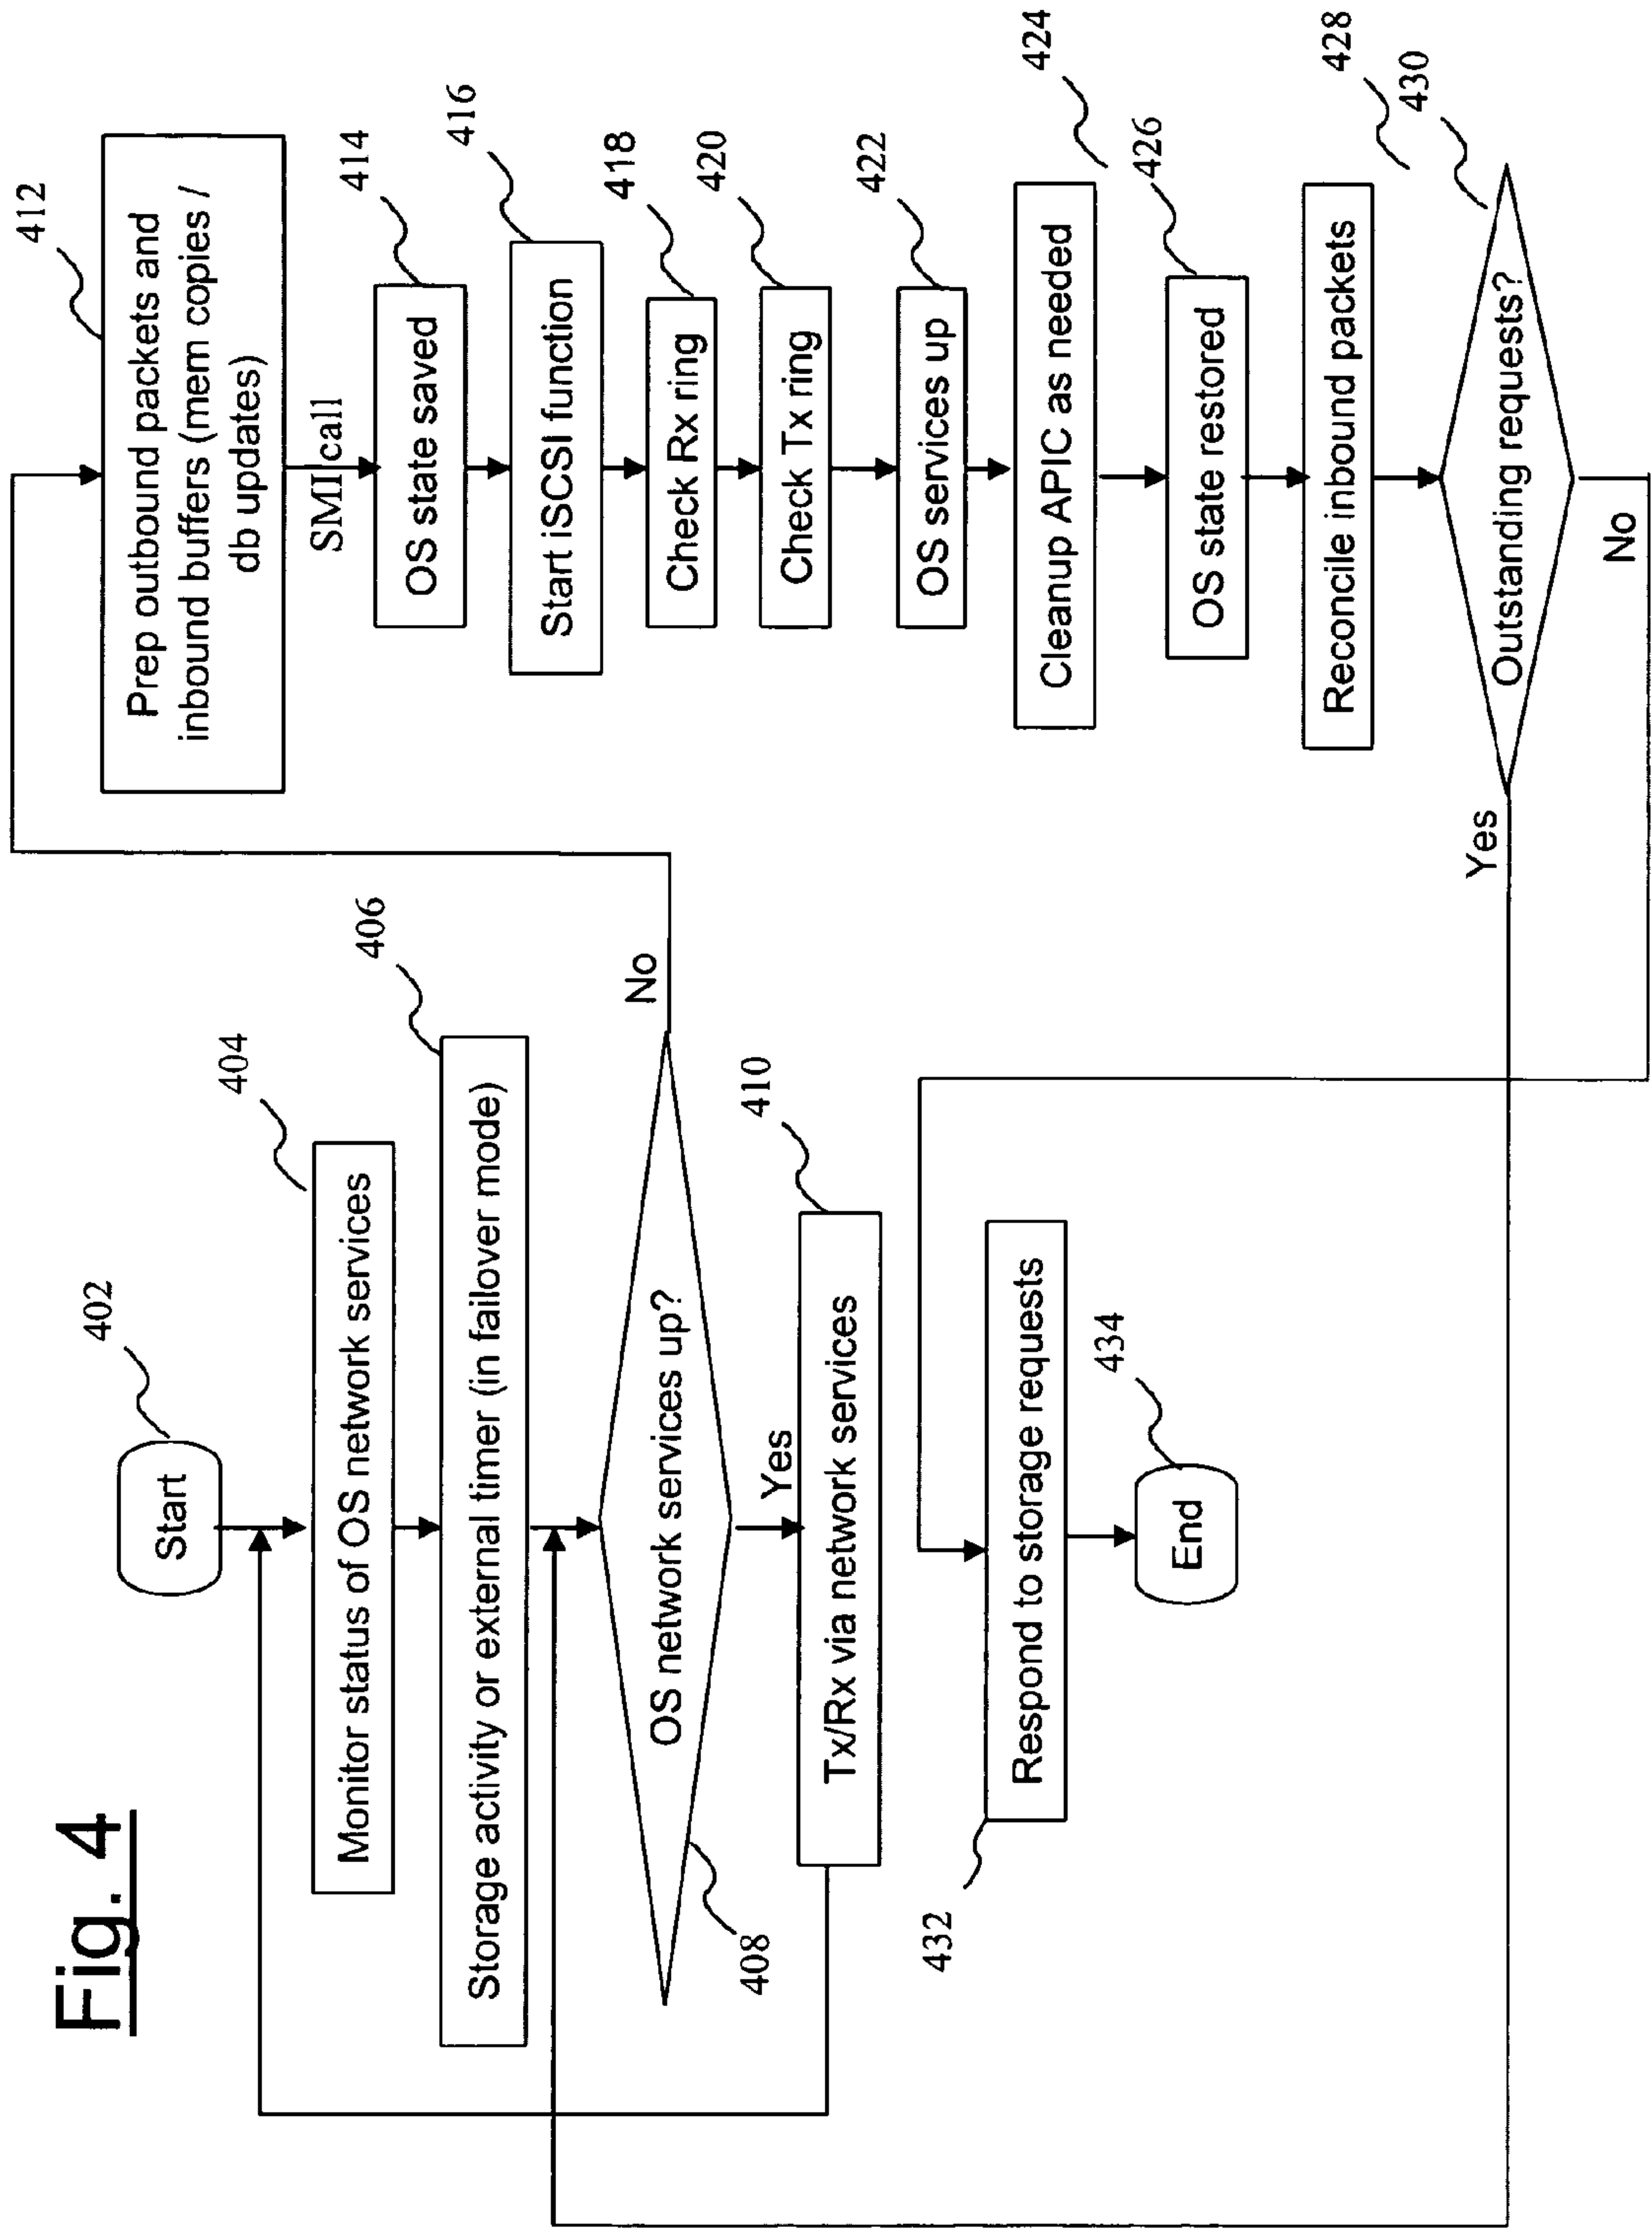 Fig. 4
402
Start
404
Monitor status of OS network services
406
Storage activity or external timer (in failover mode)
OS network services up?
408
No
Yes
410
Tx/Rx via network services
412
Prep outbound packets and
inbound buffers (mem copies /
db updates)
SMI call
414
OS state saved
416
Start iSCSI function
418
Check Rx ring
420
Check Tx ring
422
OS services up
424
Cleanup APIC as needed
426
OS state restored
428
Reconcile inbound packets
430
Outstanding requests?
Yes
No
432
Respond to storage requests
434
End